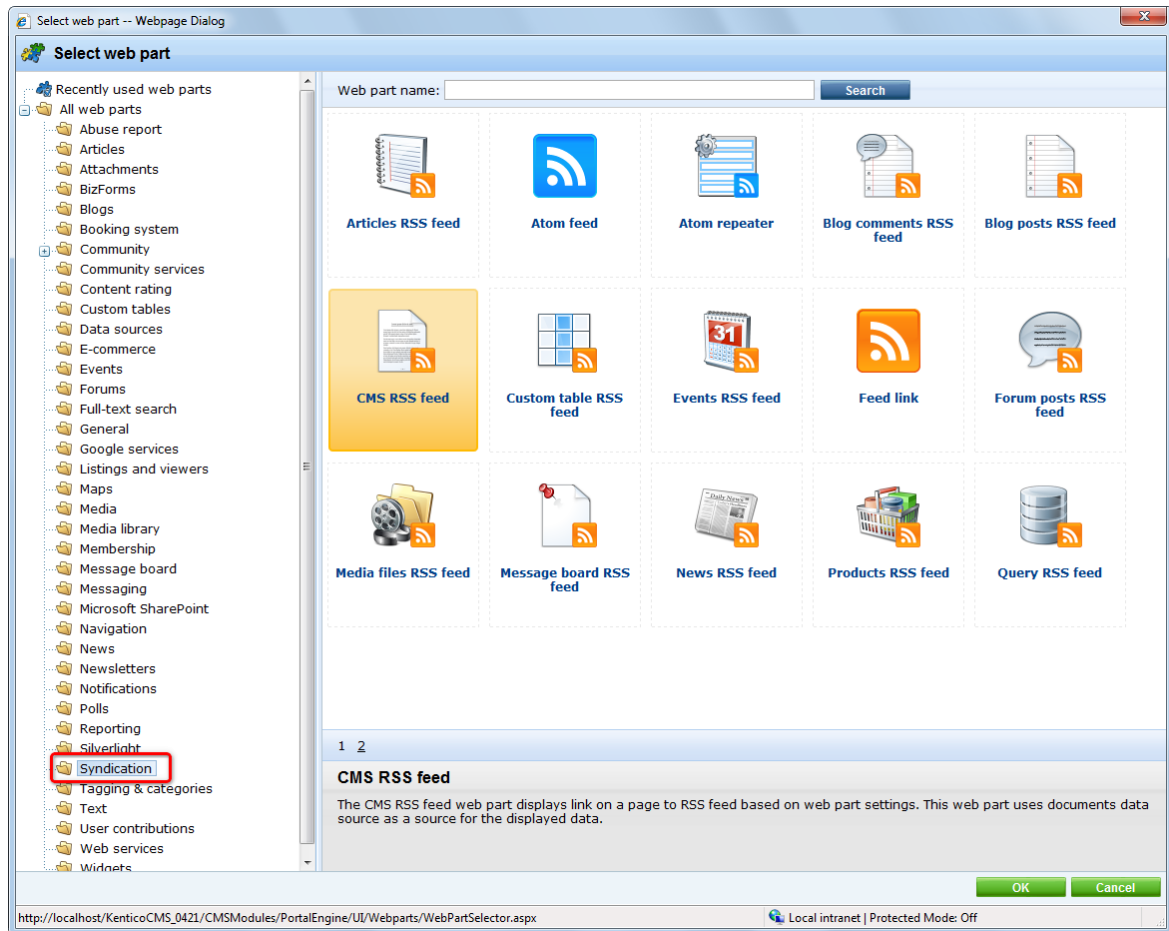 Select web part -- Webpage Dialog
Select web part
Recently used web parts
All web parts
Abuse report
Articles
Attachments
BizForms
Blogs
Booking system
Community
Community services
Content rating
Custom tables
Data sources
E-commerce
Events
Forums
Full-text search
General
Google services
Listings and viewers
Maps
Media
Media library
Membership
Message board
Messaging
Microsoft SharePoint
Navigation
News
Newsletters
Notifications
Polls
Reporting
Silverlight
Syndication
Tagging & categories
Text
User contributions
Web services
Widgets
Web part name:
Search
Articles RSS feed
Atom feed
Atom repeater
Blog comments RSS
feed
Blog posts RSS feed
CMS RSS feed
Custom table RSS
feed
31
Events RSS feed
Feed link
Forum posts RSS
feed
Media files RSS feed
Message board RSS
feed
Daily News
News RSS feed
Products RSS feed
Query RSS feed
1 2
CMS RSS feed
The CMS RSS feed web part displays link on a page to RSS feed based on web part settings. This web part uses documents data
source as a source for the displayed data.
OK
Cancel
http://localhost/KenticoCMS_0421/CMSModules/PortalEngine/UI/Webparts/WebPartSelector.aspx
Local intranet | Protected Mode: Off